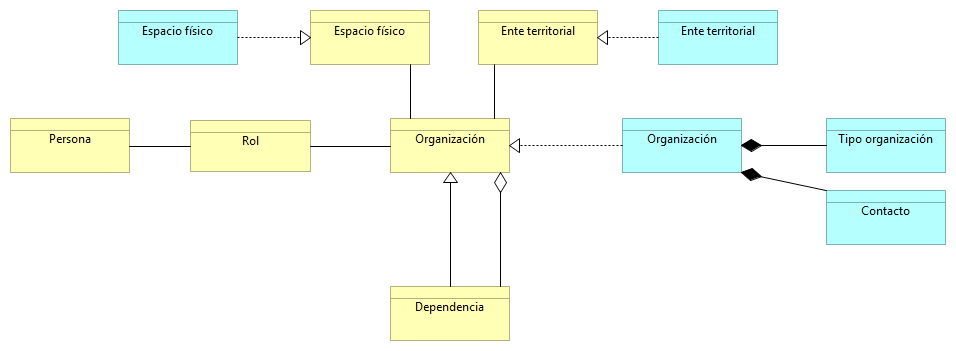 Espacio físico
Espacio físico
Ente territorial
Ente territorial
Persona
Rol
Organización
Organización
Tipo organización
Contacto
Dependencia